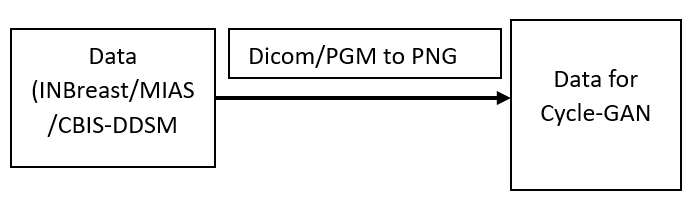 Data
(INBreast/MIAS
/CBIS-DDSM
Dicom/PGM to PNG
Data for
Cycle-GAN